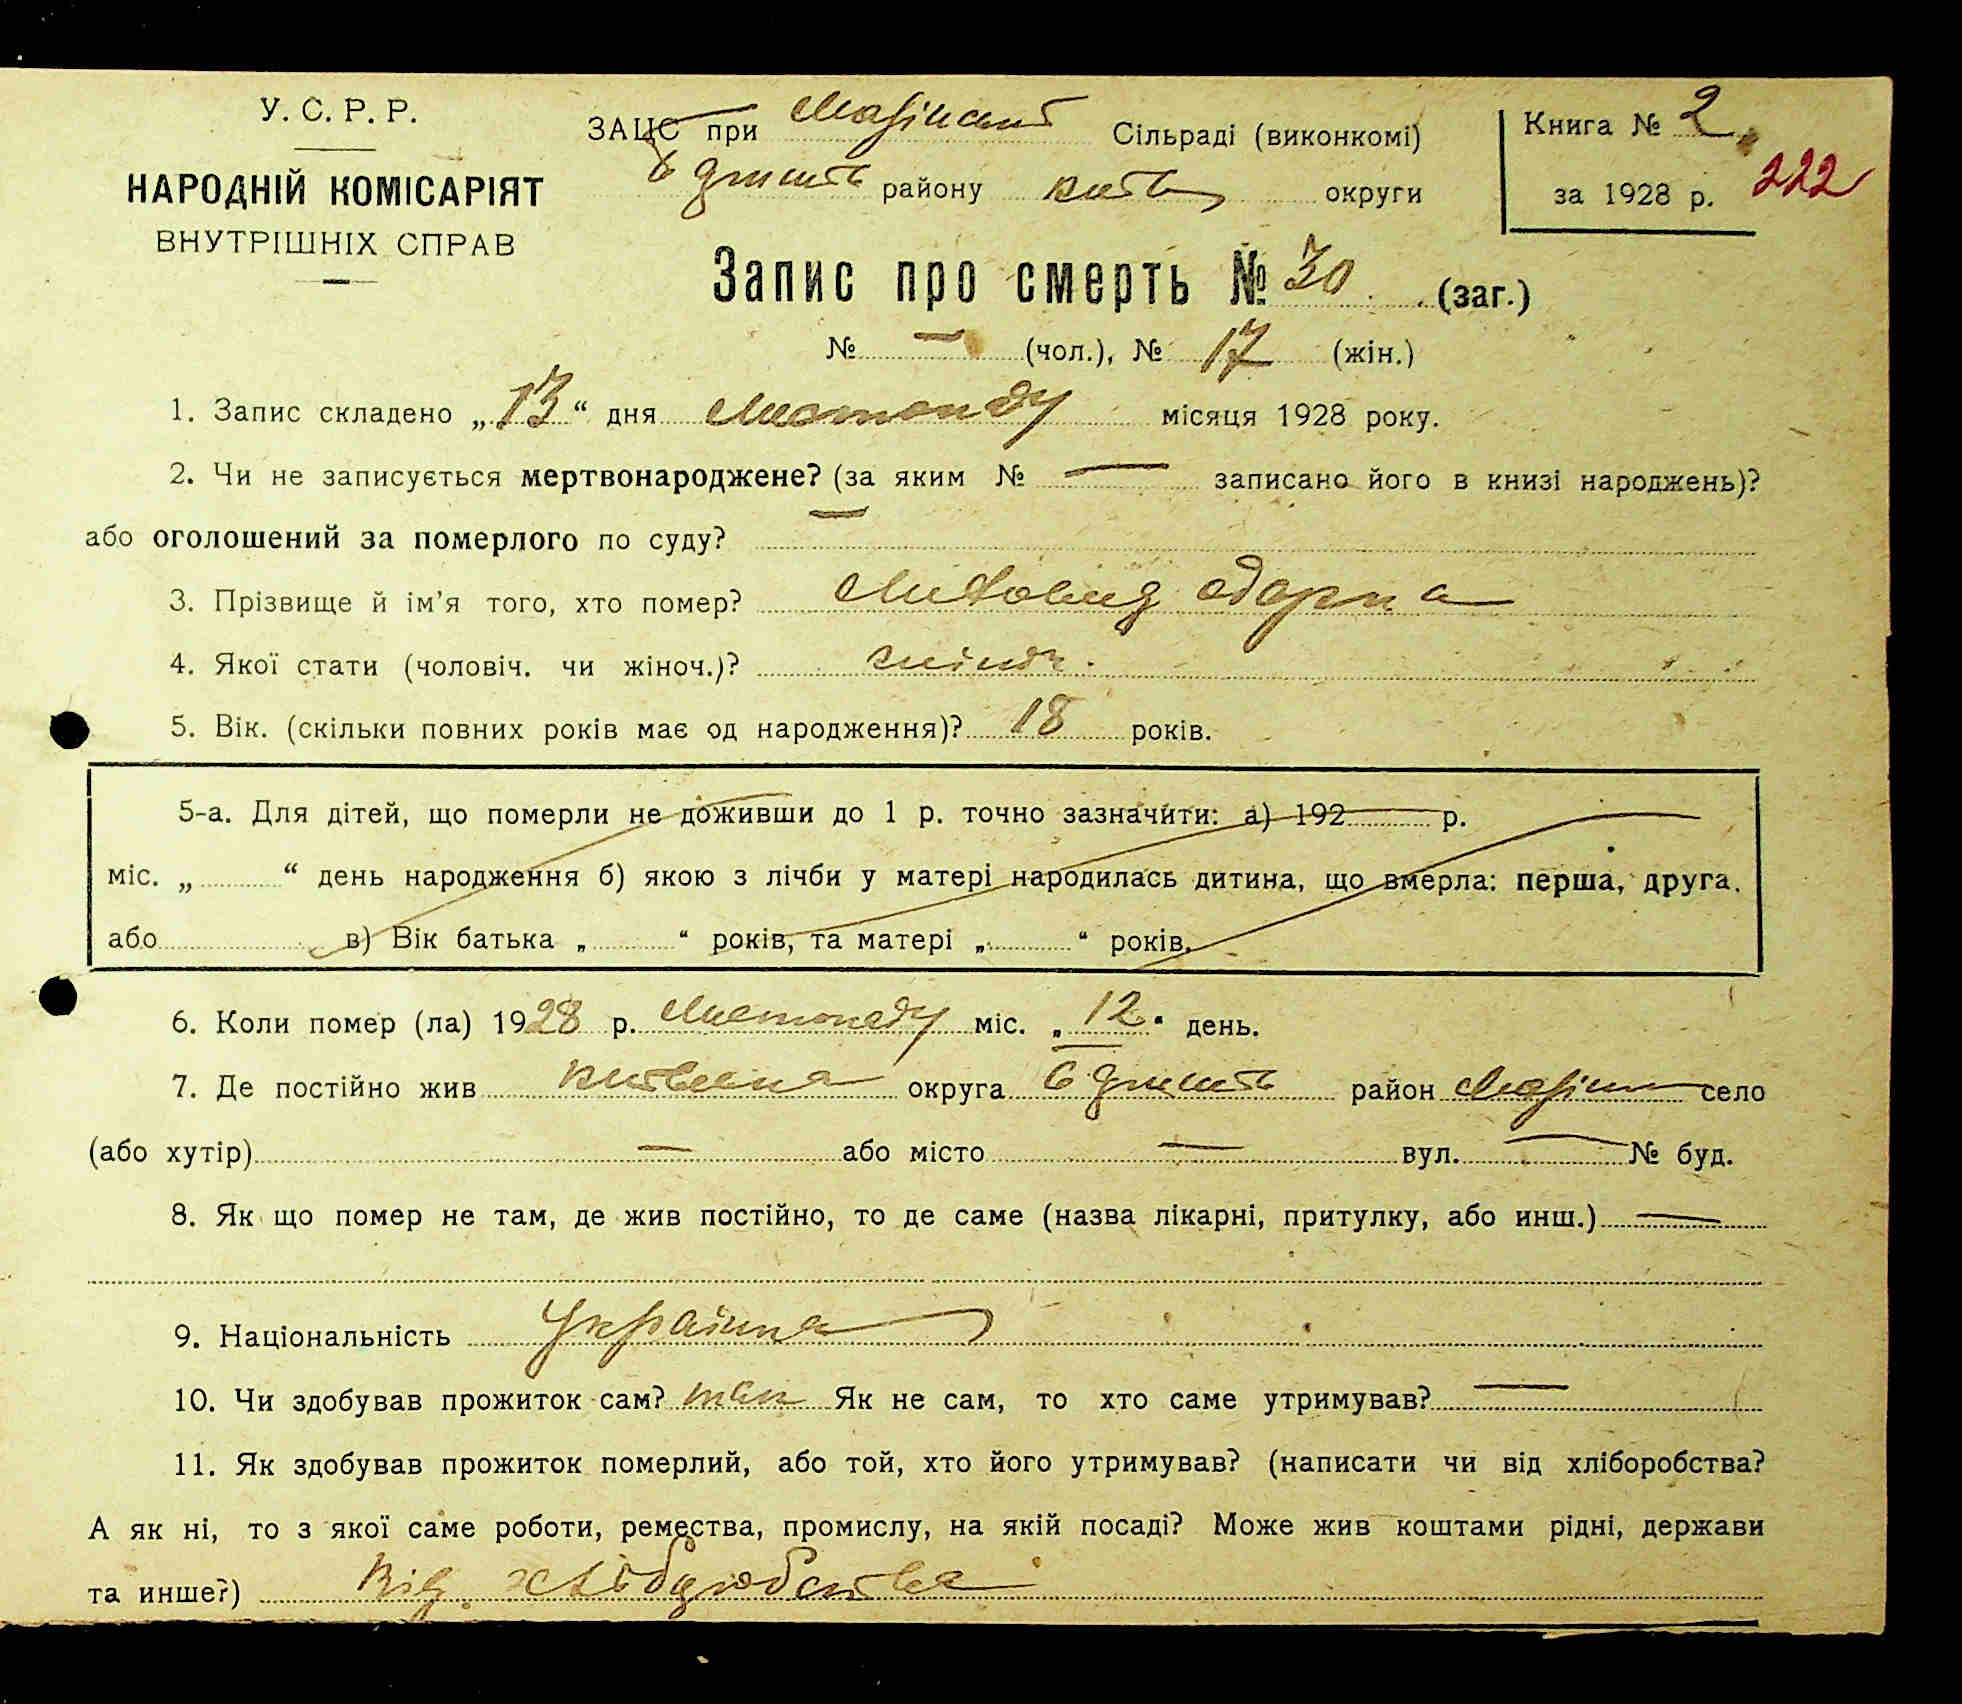 У. С. Р. Р.
НАРОДНІЙ КОМІСАРІЯТ
ВНУТРІШНІХ СПРАВ
ЗАЦС при Сільраді (виконкомі)
району округи
Книга № 2
за 1928 р. 222
Запис про смерть № 30 (заг.)
№ — (чол.), № 17 (жін.)
1. Запис складено „13“ дня Листопаду місяця 1928 року.
2. Чи не записується мертвонароджене? (за яким № — записано його в книзі народжень)?
або оголошений за померлого по суду? —
3. Прізвище й ім’я того, хто помер? одарка
4. Якої стати (чоловіч. чи жіноч.)? жіноч.
5. Вік. (скільки повних років має од народження)? 18 років.
5-а. Для дітей, що померли не доживши до 1 р. точно зазначити: а) 192 р.
міс. „ “ день народження б) якою з лічби у матері народилась дитина, що вмерла: перша, друга,
або в) Вік батька „ “ років, та матері „ “ років.
6. Коли помер (ла) 1928 р. Листопаду міс. „12“ день.
7. Де постійно жив округа район село
(або хутір) — або місто — вул. — № буд.
8. Як що помер не там, де жив постійно, то де саме (назва лікарні, притулку, або инш.) —
9. Національність Українка
10. Чи здобував прожиток сам? так Як не сам, то хто саме утримував? —
11. Як здобував прожиток померлий, або той, хто його утримував? (написати чи від хліборобства?
А як ні, то з якої саме роботи, ремества, промислу, на якій посаді? Може жив коштами рідні, держави
та инше?) Від хліборобства